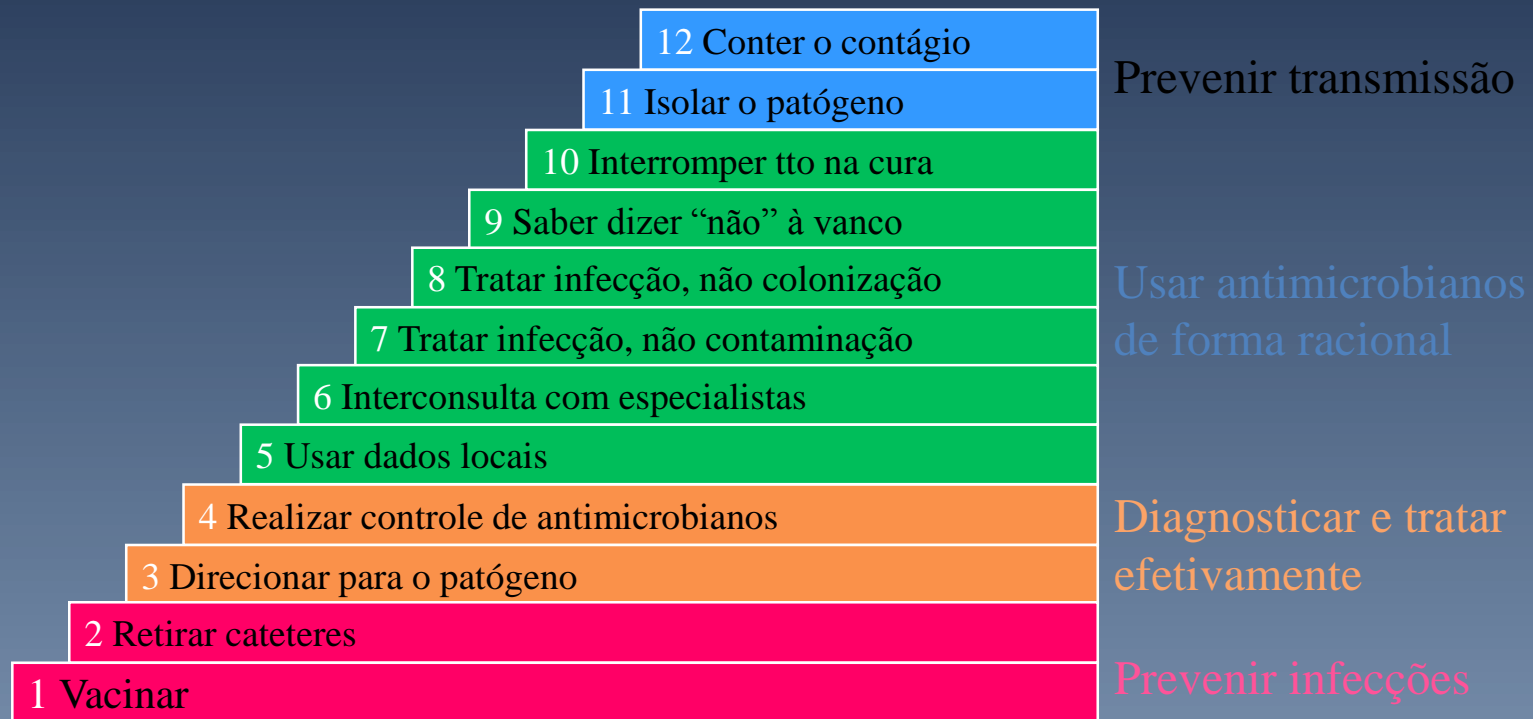 12 Conter o contágio
11 Isolar o patógeno
Prevenir transmissão
10 Interromper tto na cura
9 Saber dizer “não” à vanco
8 Tratar infecção, não colonização
7 Tratar infecção, não contaminação
6 Interconsulta com especialistas
5 Usar dados locais
Usar antimicrobianos
de forma racional
4 Realizar controle de antimicrobianos
3 Direcionar para o patógeno
Diagnosticar e tratar
efetivamente
2 Retirar cateteres
1 Vacinar
Prevenir infecções